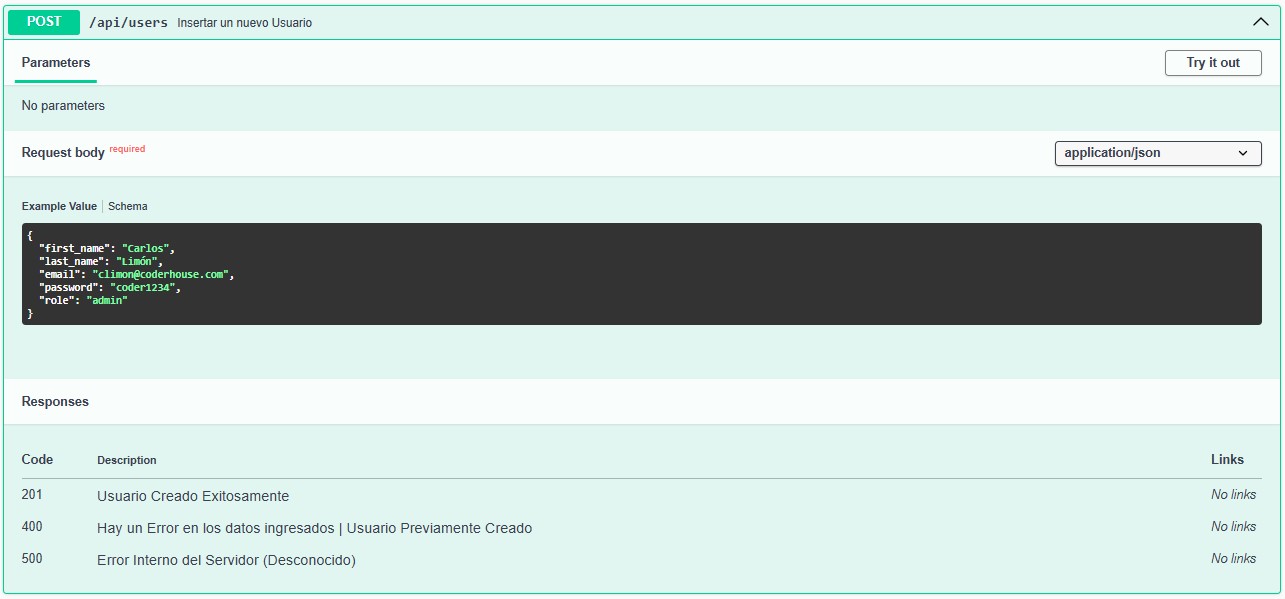 POST /api/users Insertar un nuevo Usuario
Parameters
Try it out
No parameters
Request body required
application/json
Example Value Schema
{
"first_name": "Carlos",
"last_name": "Limón",
"email": "climon@coderhouse.com",
"password": "coder1234",
"role": "admin"
}
Responses
Code Description Links
201 Usuario Creado Exitosamente No links
400 Hay un Error en los datos ingresados | Usuario Previamente Creado No links
500 Error Interno del Servidor (Desconocido) No links